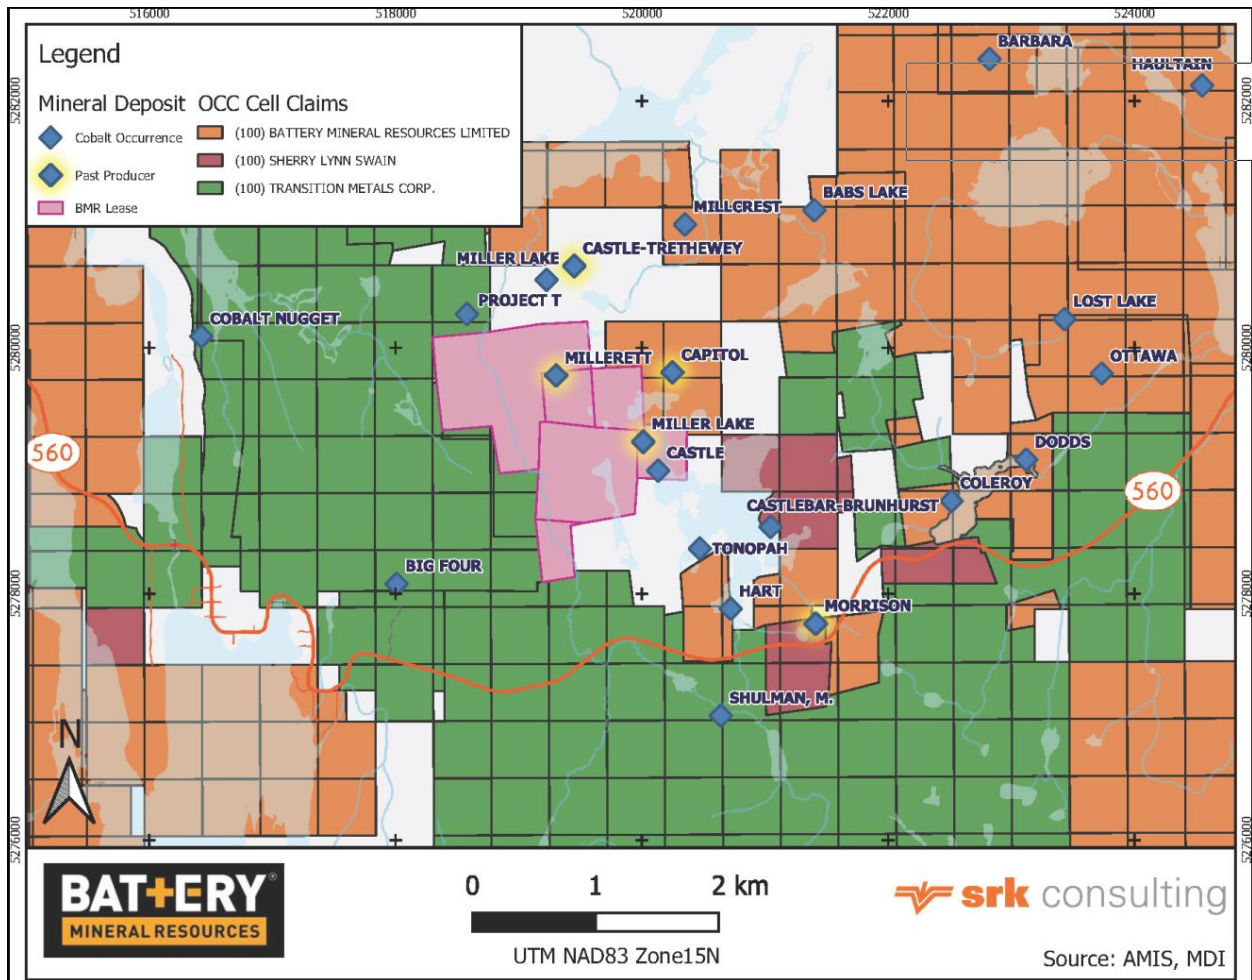 516000
518000
520000
522000
524000
Legend
Mineral Deposit
Cobalt Occurrence
Past Producer
BMR Lease
OCC Cell Claims
(100) BATTERY MINERAL RESOURCES LIMITED
(100) SHERRY LYNN SWAIN
(100) TRANSITION METALS CORP.
5282000
5282000
BARBARA
HAULTAIN
BABS LAKE
MILLCREST
CASTLE-TRETHEWEY
MILLER LAKE
PROJECT T
COBALT NUGGET
LOST LAKE
5280000
5280000
MILLERETT
CAPITOL
OTTAWA
MILLER LAKE
CASTLE
DODDS
560
560
COLEROY
CASTLEBAR-BRUNHURST
TONOPAH
BIG FOUR
HART
MORRISON
5278000
5278000
SHULMAN, M.
N
5276000
5276000
BATTERY®
MINERAL RESOURCES
0 1 2 km
UTM NAD83 Zone15N
srk consulting
Source: AMIS, MDI